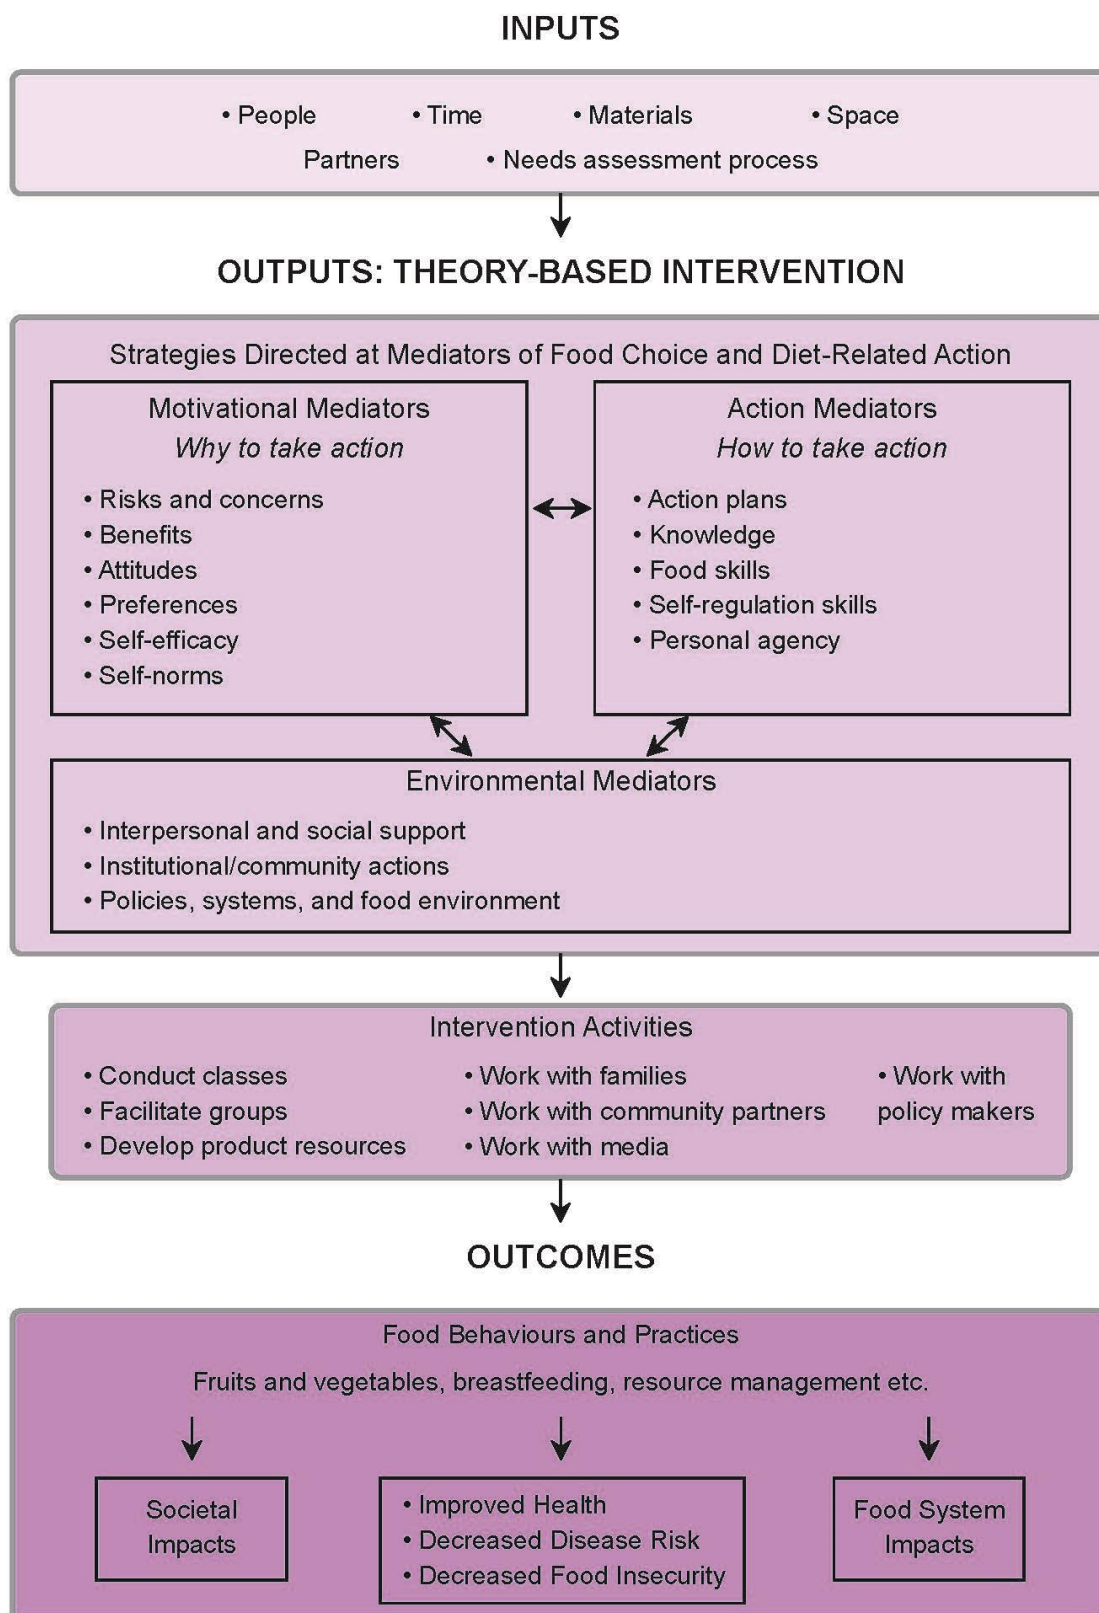 INPUTS
• People • Time • Materials • Space
Partners • Needs assessment process
OUTPUTS: THEORY-BASED INTERVENTION
Strategies Directed at Mediators of Food Choice and Diet-Related Action
Motivational Mediators
Why to take action
• Risks and concerns
• Benefits
• Attitudes
• Preferences
• Self-efficacy
• Self-norms
Action Mediators
How to take action
• Action plans
• Knowledge
• Food skills
• Self-regulation skills
• Personal agency
Environmental Mediators
• Interpersonal and social support
• Institutional/community actions
• Policies, systems, and food environment
Intervention Activities
• Conduct classes
• Facilitate groups
• Develop product resources
• Work with families
• Work with community partners
• Work with media
• Work with
policy makers
OUTCOMES
Food Behaviours and Practices
Fruits and vegetables, breastfeeding, resource management etc.
Societal
Impacts
• Improved Health
• Decreased Disease Risk
• Decreased Food Insecurity
Food System
Impacts